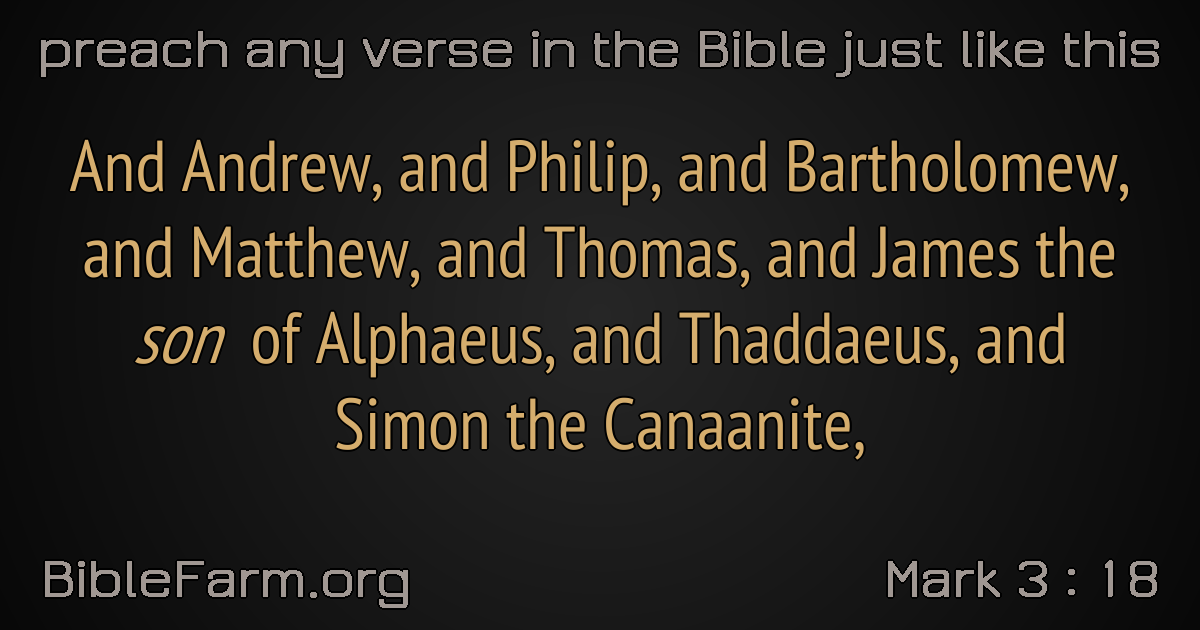 preach any verse in the Bible just like this
And Andrew, and Philip, and Bartholomew,
and Matthew, and Thomas, and James the
son of Alphaeus, and Thaddaeus, and
Simon the Canaanite,
BibleFarm.org
Mark 3 : 18